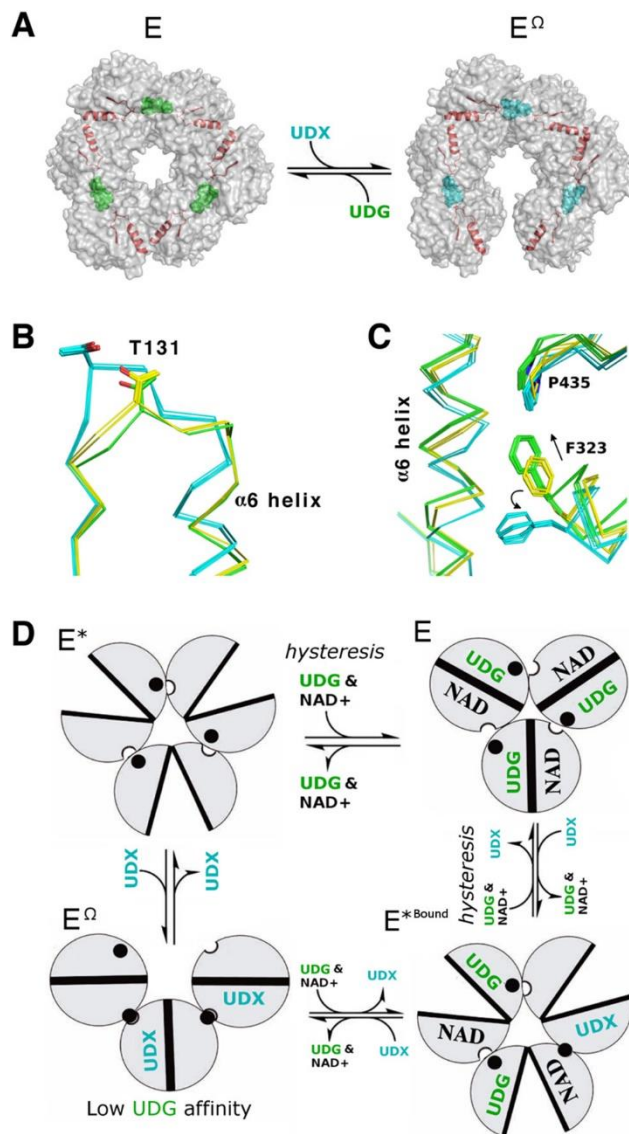 A
E
E^Ω
UDX
UDG
B
T131
α6 helix
C
α6 helix
P435
F323
D
E*
hysteresis
UDG &
NAD+
UDG &
NAD+
E
UDG
NAD
NAD
UDG
UDG
NAD
UDX
UDX
hysteresis
UDX
UDX
UDG &
NAD+
UDG &
NAD+
E^Ω
UDX
UDX
Low UDG affinity
UDG &
NAD+
UDX
UDG &
NAD+
UDX
E*Bound
UDG
NAD
UDX
UDG
NAD